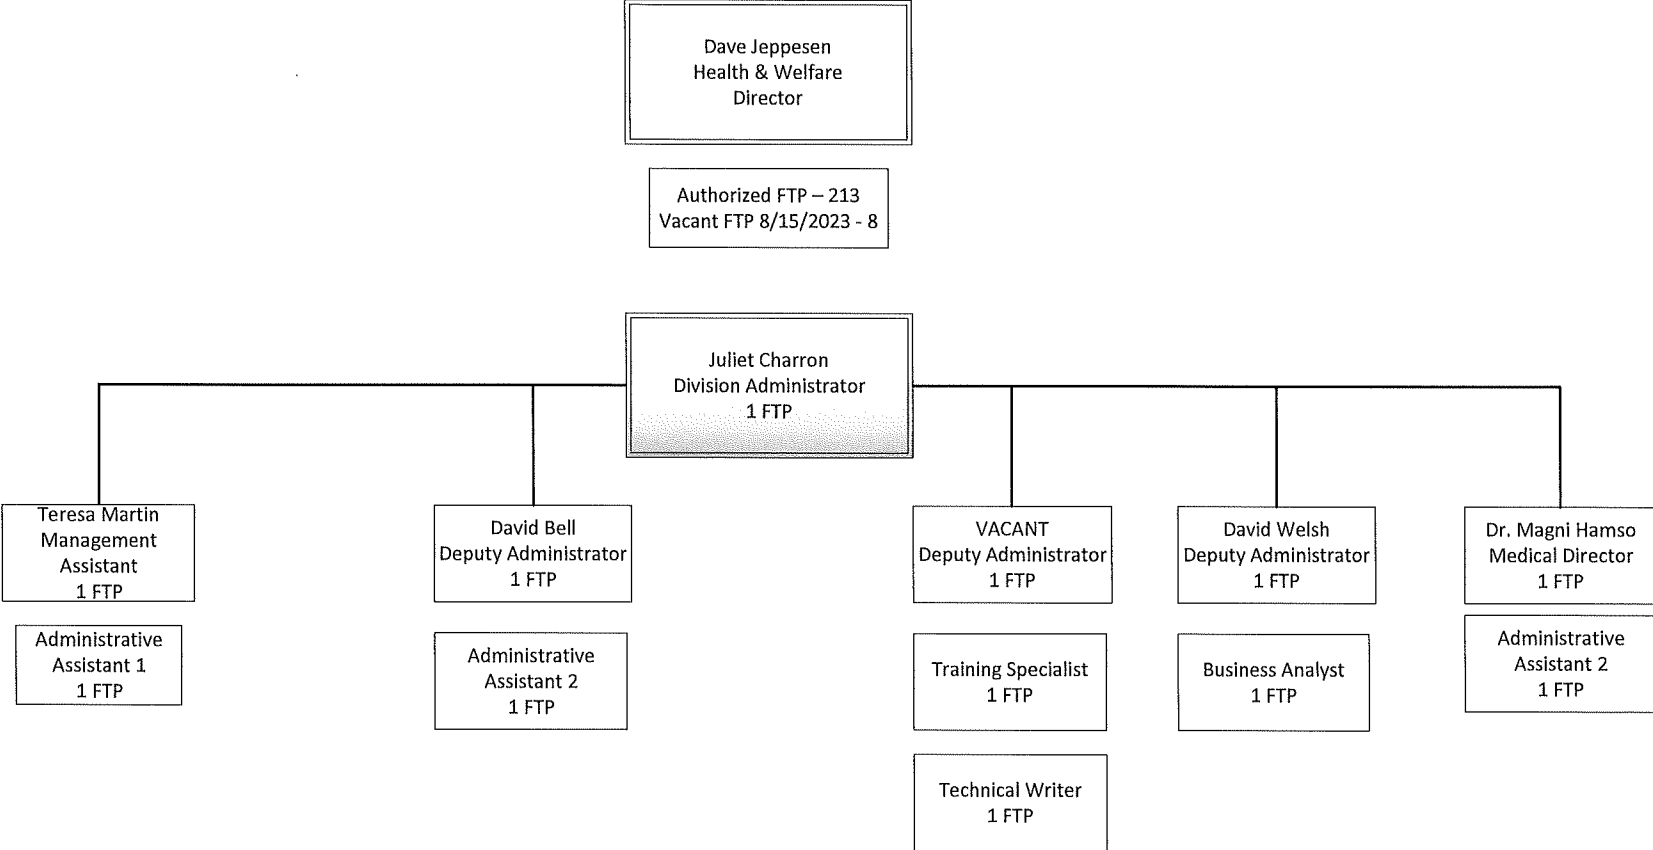 Dave Jeppesen
Health & Welfare
Director
Authorized FTP – 213
Vacant FTP 8/15/2023 - 8
Juliet Charron
Division Administrator
1 FTP
Teresa Martin
Management
Assistant
1 FTP
Administrative
Assistant 1
1 FTP
David Bell
Deputy Administrator
1 FTP
Administrative
Assistant 2
1 FTP
VACANT
Deputy Administrator
1 FTP
Training Specialist
1 FTP
Technical Writer
1 FTP
David Welsh
Deputy Administrator
1 FTP
Business Analyst
1 FTP
Dr. Magni Hamso
Medical Director
1 FTP
Administrative
Assistant 2
1 FTP